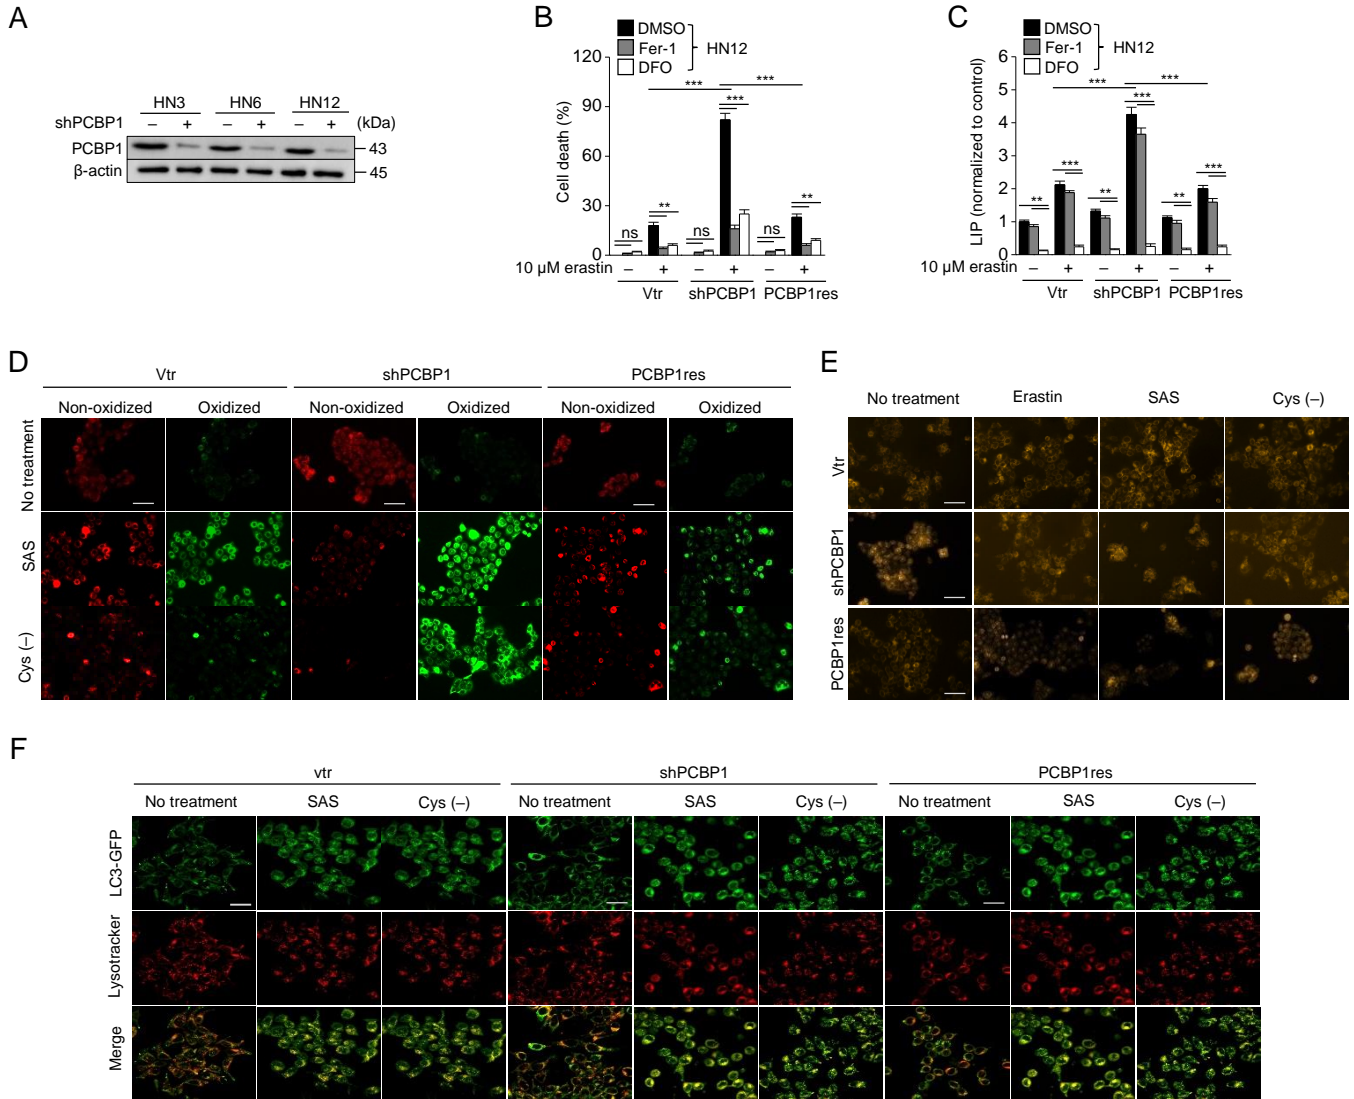 A
HN3 HN6 HN12
shPCBP1 – + – + – + (kDa)
PCBP1 43
β-actin 45
B
DMSO
Fer-1
DFO
HN12
Cell death (%)
120
90
60
30
0
ns ** ns *** ns **
*** ***
10 µM erastin – + – + – +
Vtr shPCBP1 PCBP1res
C
DMSO
Fer-1
DFO
HN12
LIP (normalized to control)
6
5
4
3
2
1
0
** *** ** *** ** ***
*** ***
10 µM erastin – + – + – +
Vtr shPCBP1 PCBP1res
D
Vtr shPCBP1 PCBP1res
Non-oxidized Oxidized Non-oxidized Oxidized Non-oxidized Oxidized
No treatment
SAS
Cys (–)
E
No treatment Erastin SAS Cys (–)
Vtr
shPCBP1
PCBP1res
F
vtr shPCBP1 PCBP1res
No treatment SAS Cys (–) No treatment SAS Cys (–) No treatment SAS Cys (–)
LC3-GFP
Lysotracker
Merge